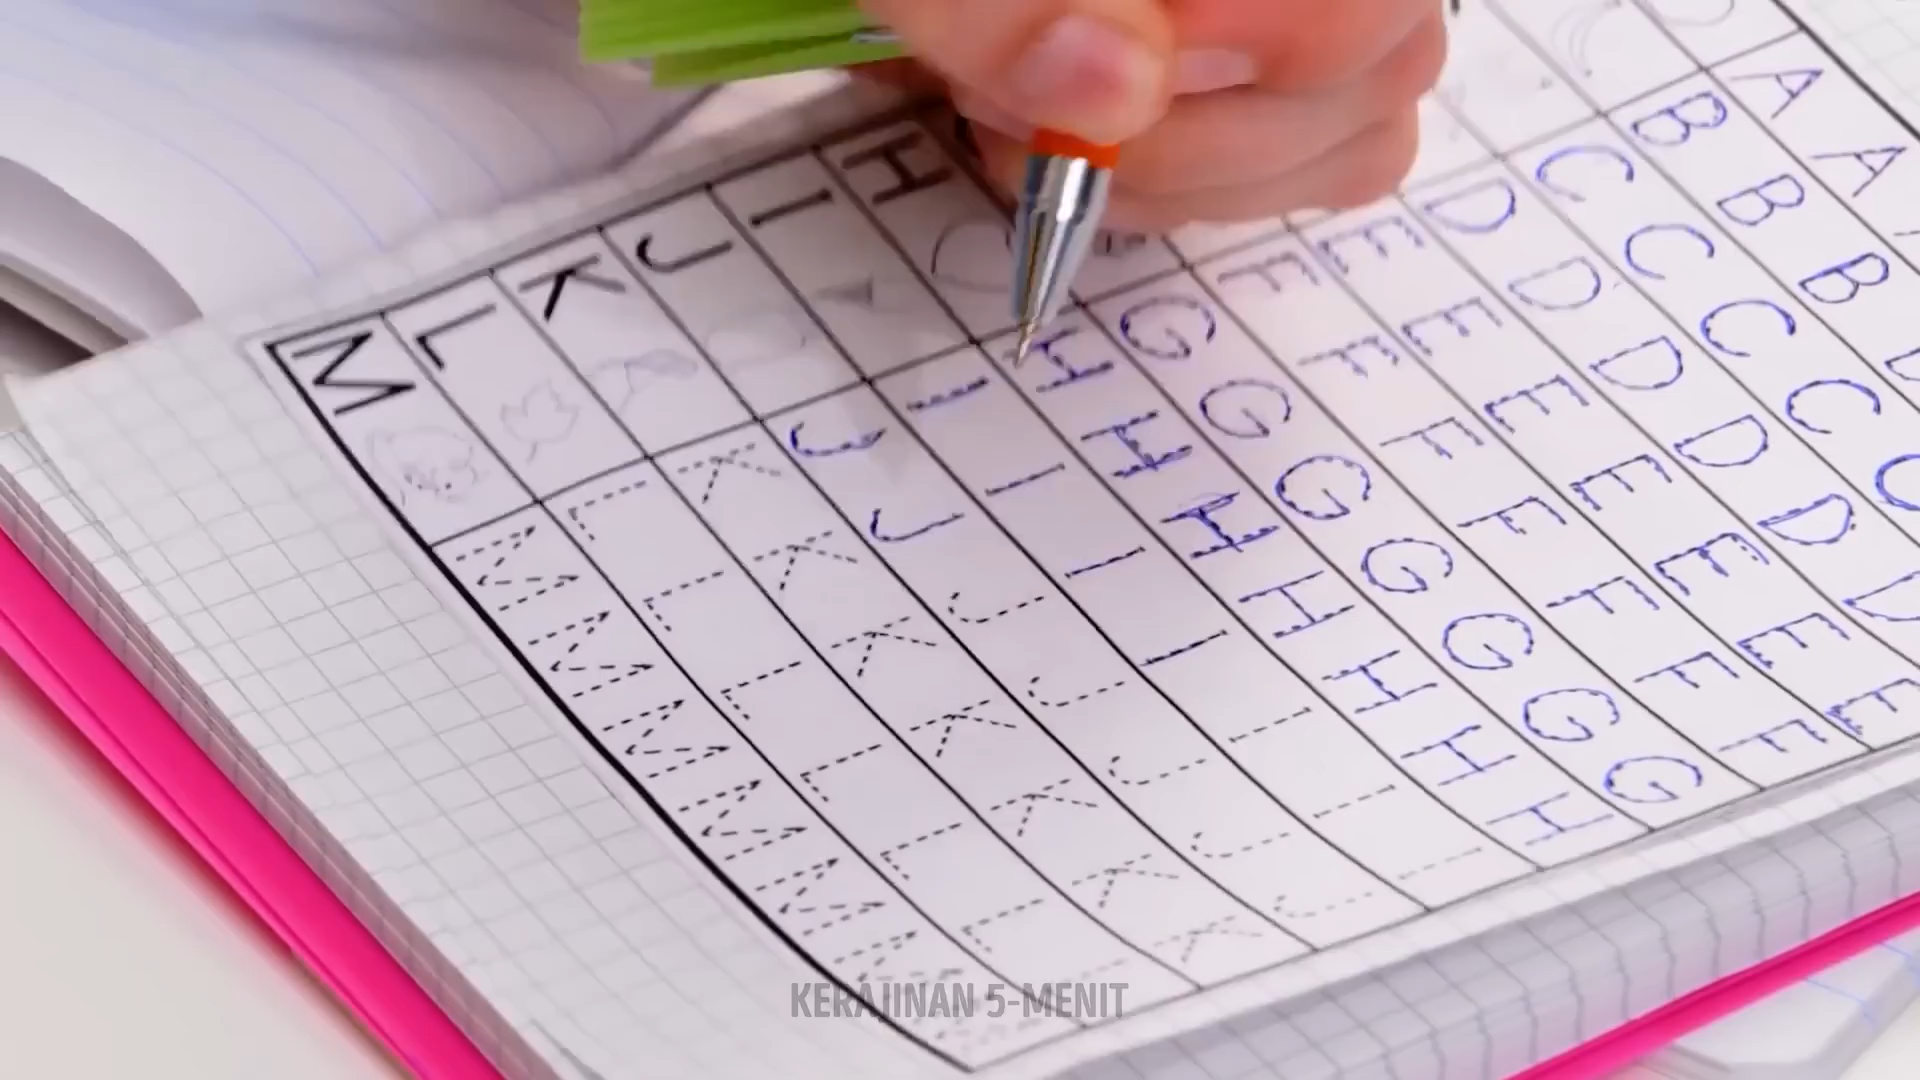 A A A
B B B B
C C C C C
D D D D D D
E E E E E E E
F F F F F F F
G G G G G G G
H H H H H H H H
I I I I I I I I
J J J J J J J J
K K K K K K K K
L L L L L L L
M M M M M M M
KERAJINAN 5-MENIT